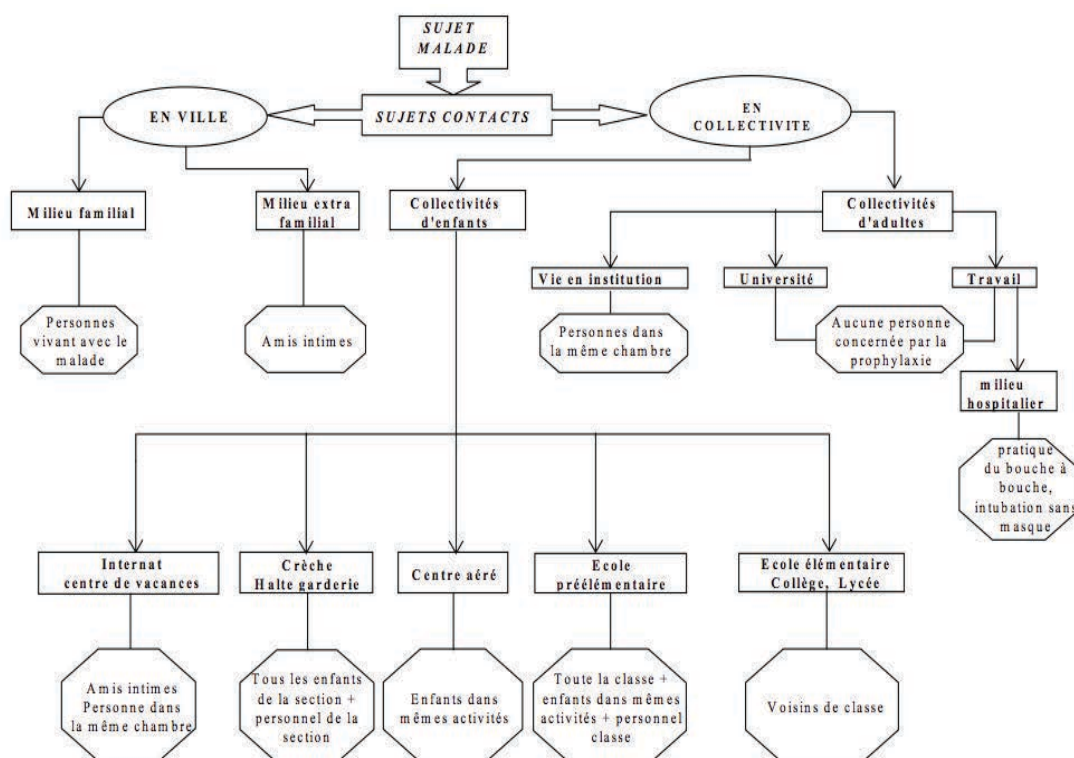 SUJET
MALADE
SUJETS CONTACTS
EN VILLE
EN
COLLECTIVITE
Milieu familial
Milieu extra
familial
Collectivités
d'enfants
Collectivités
d'adultes
Vie en institution
Université
Travail
Personnes
vivant avec le
malade
Amis intimes
Personnes dans
la même chambre
Aucune personne
concernée par la
prophylaxie
milieu
hospitalier
pratique
du bouche à
bouche,
intubation sans
masque
Internat
centre de vacances
Crèche
Halte garderie
Centre aéré
Ecole
préélémentaire
Ecole élémentaire
Collège, Lycée
Amis intimes
Personne dans
la même chambre
Tous les enfants
de la section +
personnel de la
section
Enfants dans
mêmes activités
Toute la classe +
enfants dans mêmes
activités + personnel
classe
Voisins de classe